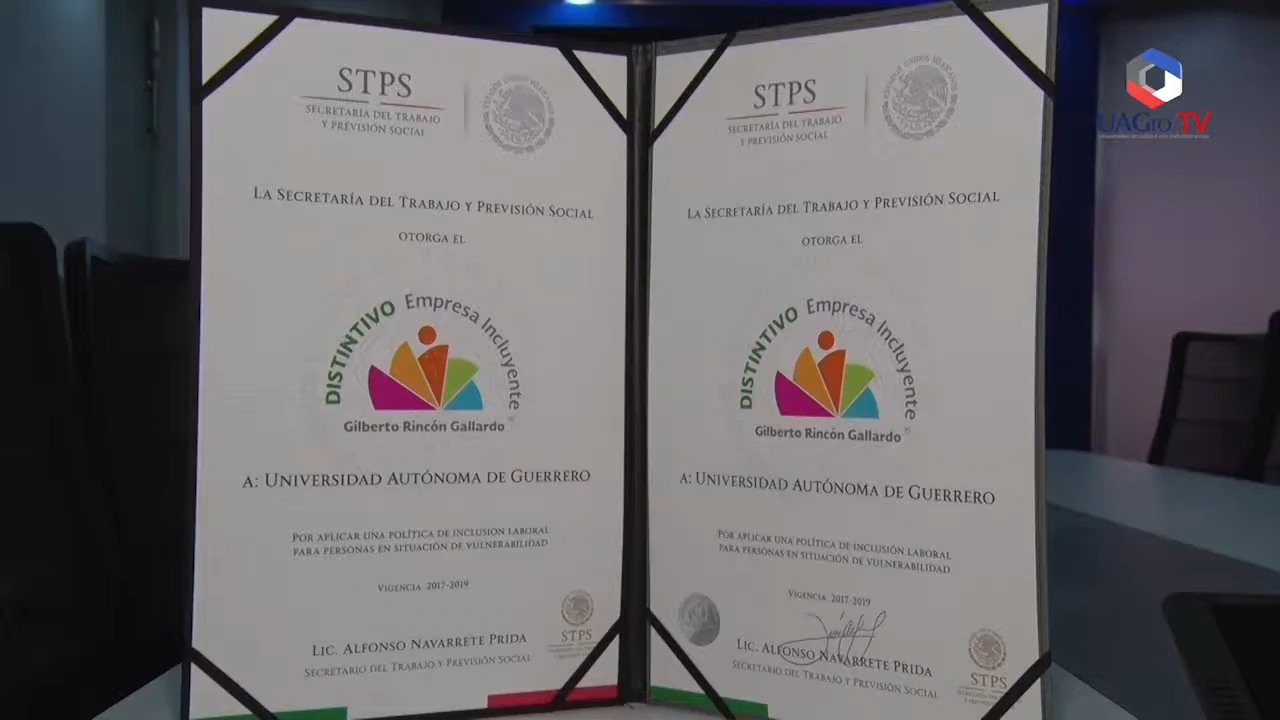 STPS
SECRETARÍA DEL TRABAJO
Y PREVISIÓN SOCIAL
LA SECRETARÍA DEL TRABAJO Y PREVISIÓN SOCIAL
OTORGA EL
DISTINTIVO Empresa Incluyente
Gilberto Rincón Gallardo
A: UNIVERSIDAD AUTÓNOMA DE GUERRERO
POR APLICAR UNA POLÍTICA DE INCLUSIÓN LABORAL
PARA PERSONAS EN SITUACIÓN DE VULNERABILIDAD
VIGENCIA 2017-2019
LIC. ALFONSO NAVARRETE PRIDA
SECRETARIO DEL TRABAJO Y PREVISIÓN SOCIAL
STPS
STPS
SECRETARÍA DEL TRABAJO
Y PREVISIÓN SOCIAL
ESTADOS UNIDOS MEXICANOS
LA SECRETARÍA DEL TRABAJO Y PREVISIÓN SOCIAL
OTORGA EL
DISTINTIVO Empresa Incluyente
Gilberto Rincón Gallardo
A: UNIVERSIDAD AUTÓNOMA DE GUERRERO
POR APLICAR UNA POLÍTICA DE INCLUSIÓN LABORAL
PARA PERSONAS EN SITUACIÓN DE VULNERABILIDAD
VIGENCIA 2017-2019
LIC. ALFONSO NAVARRETE PRIDA
SECRETARIO DEL TRABAJO Y PREVISIÓN SOCIAL
STPS
UAGro TV